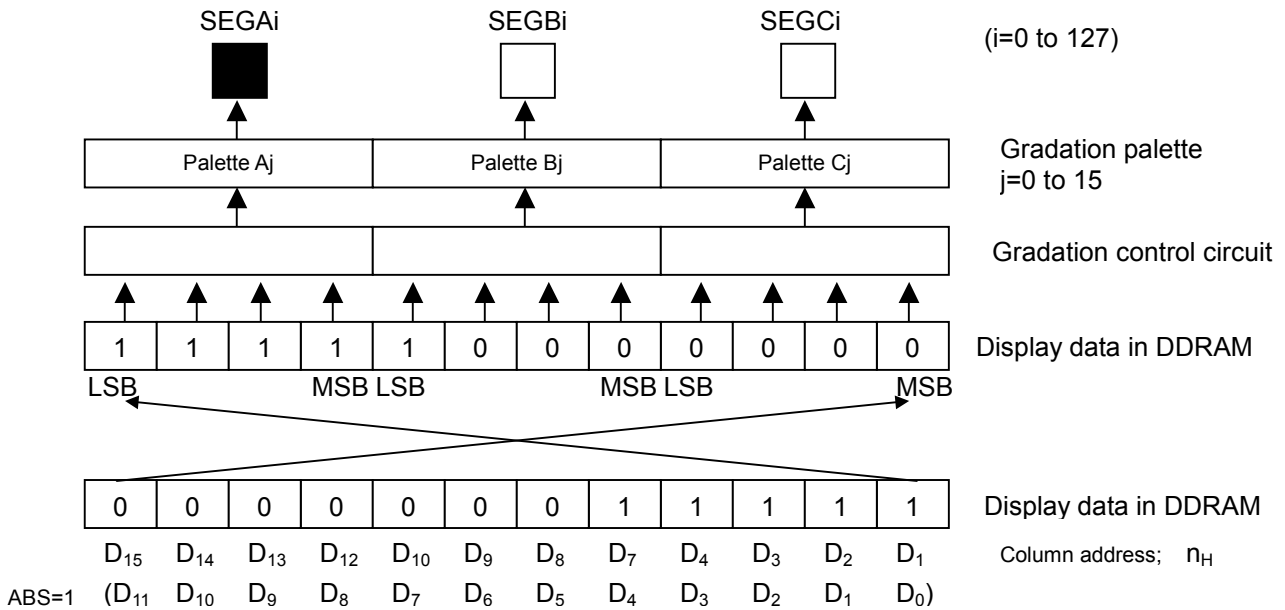 SEGAi SEGBi SEGCi (i=0 to 127)
Palette Aj Palette Bj Palette Cj Gradation palette
j=0 to 15
Gradation control circuit
1 1 1 1 1 0 0 0 0 0 0 0 Display data in DDRAM
LSB MSB LSB MSB LSB MSB
0 0 0 0 0 0 0 1 1 1 1 1 Display data in DDRAM
D15 D14 D13 D12 D10 D9 D8 D7 D4 D3 D2 D1 Column address; nH
ABS=1 (D11 D10 D9 D8 D7 D6 D5 D4 D3 D2 D1 D0)